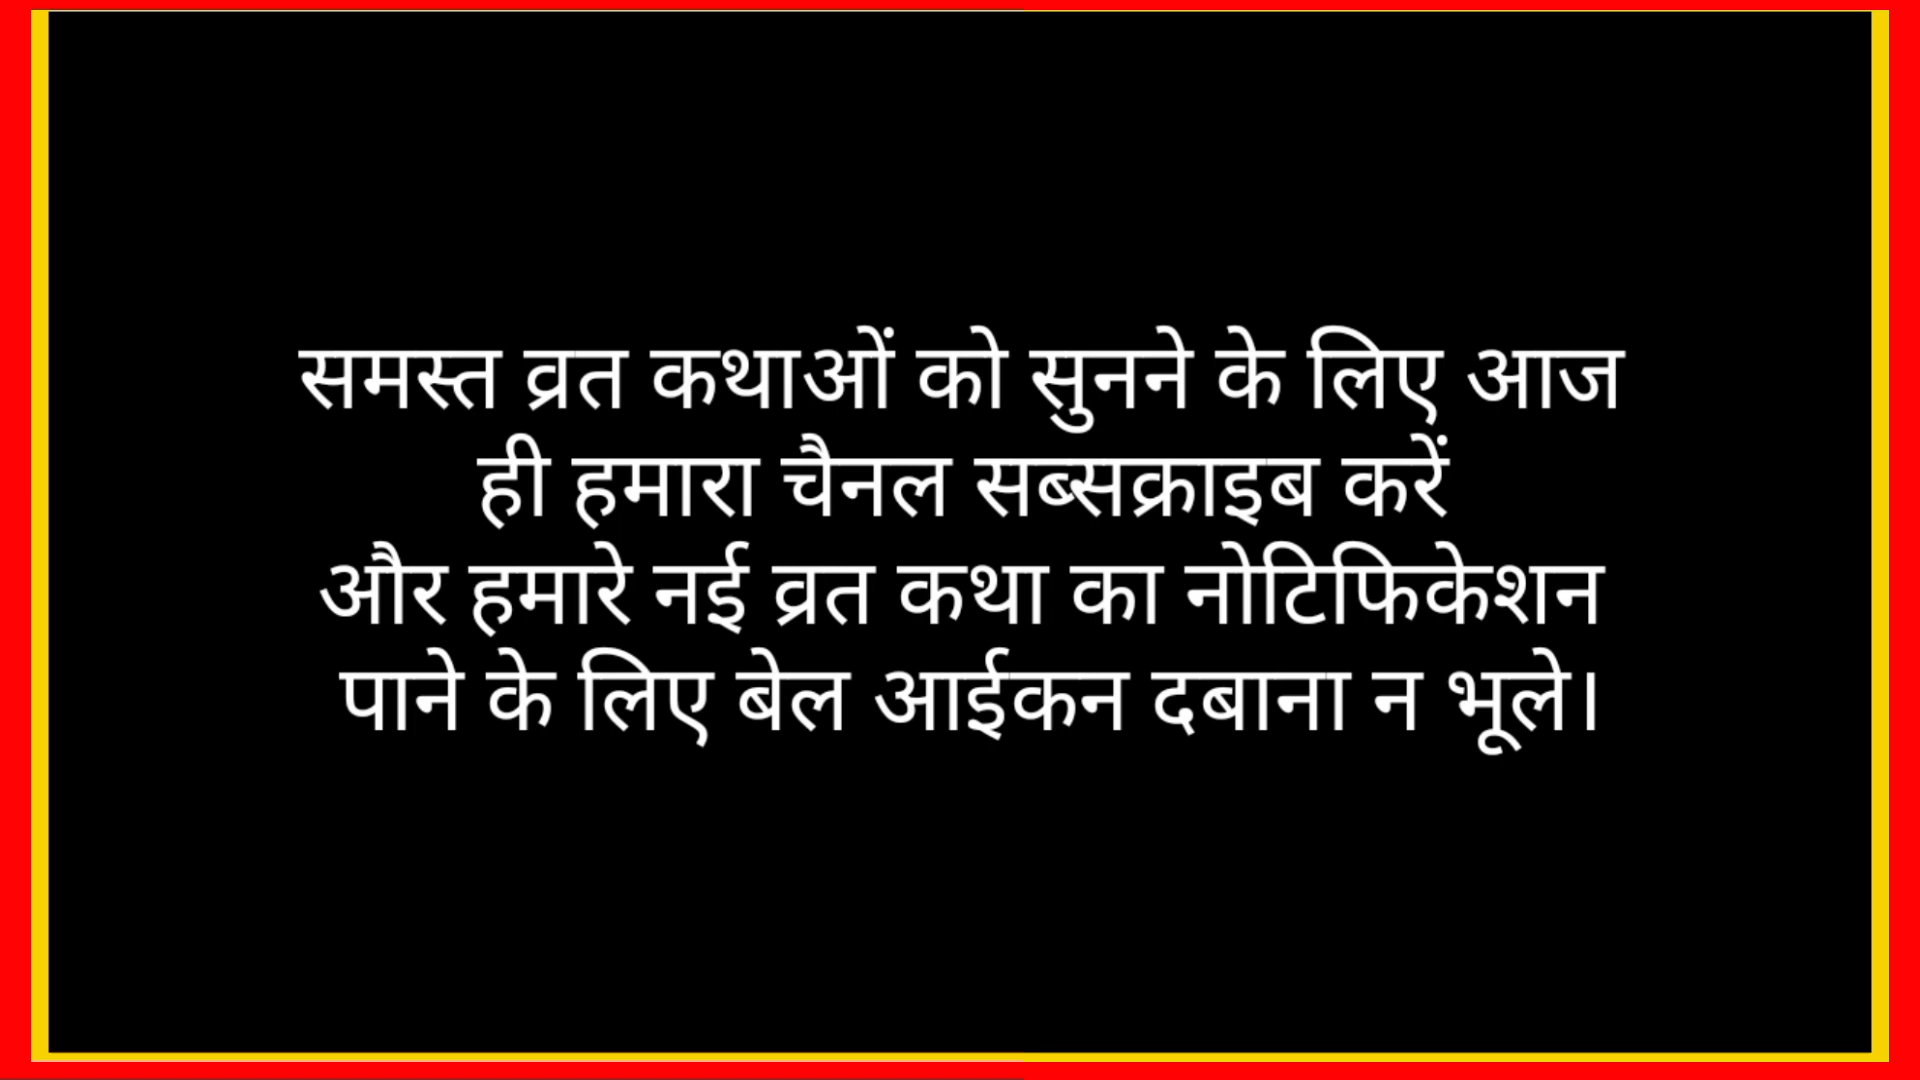 समस्त व्रत कथाओं को सुनने के लिए आज
ही हमारा चैनल सब्सक्राइब करें
और हमारे नई व्रत कथा का नोटिफिकेशन
पाने के लिए बेल आईकन दबाना न भूले।